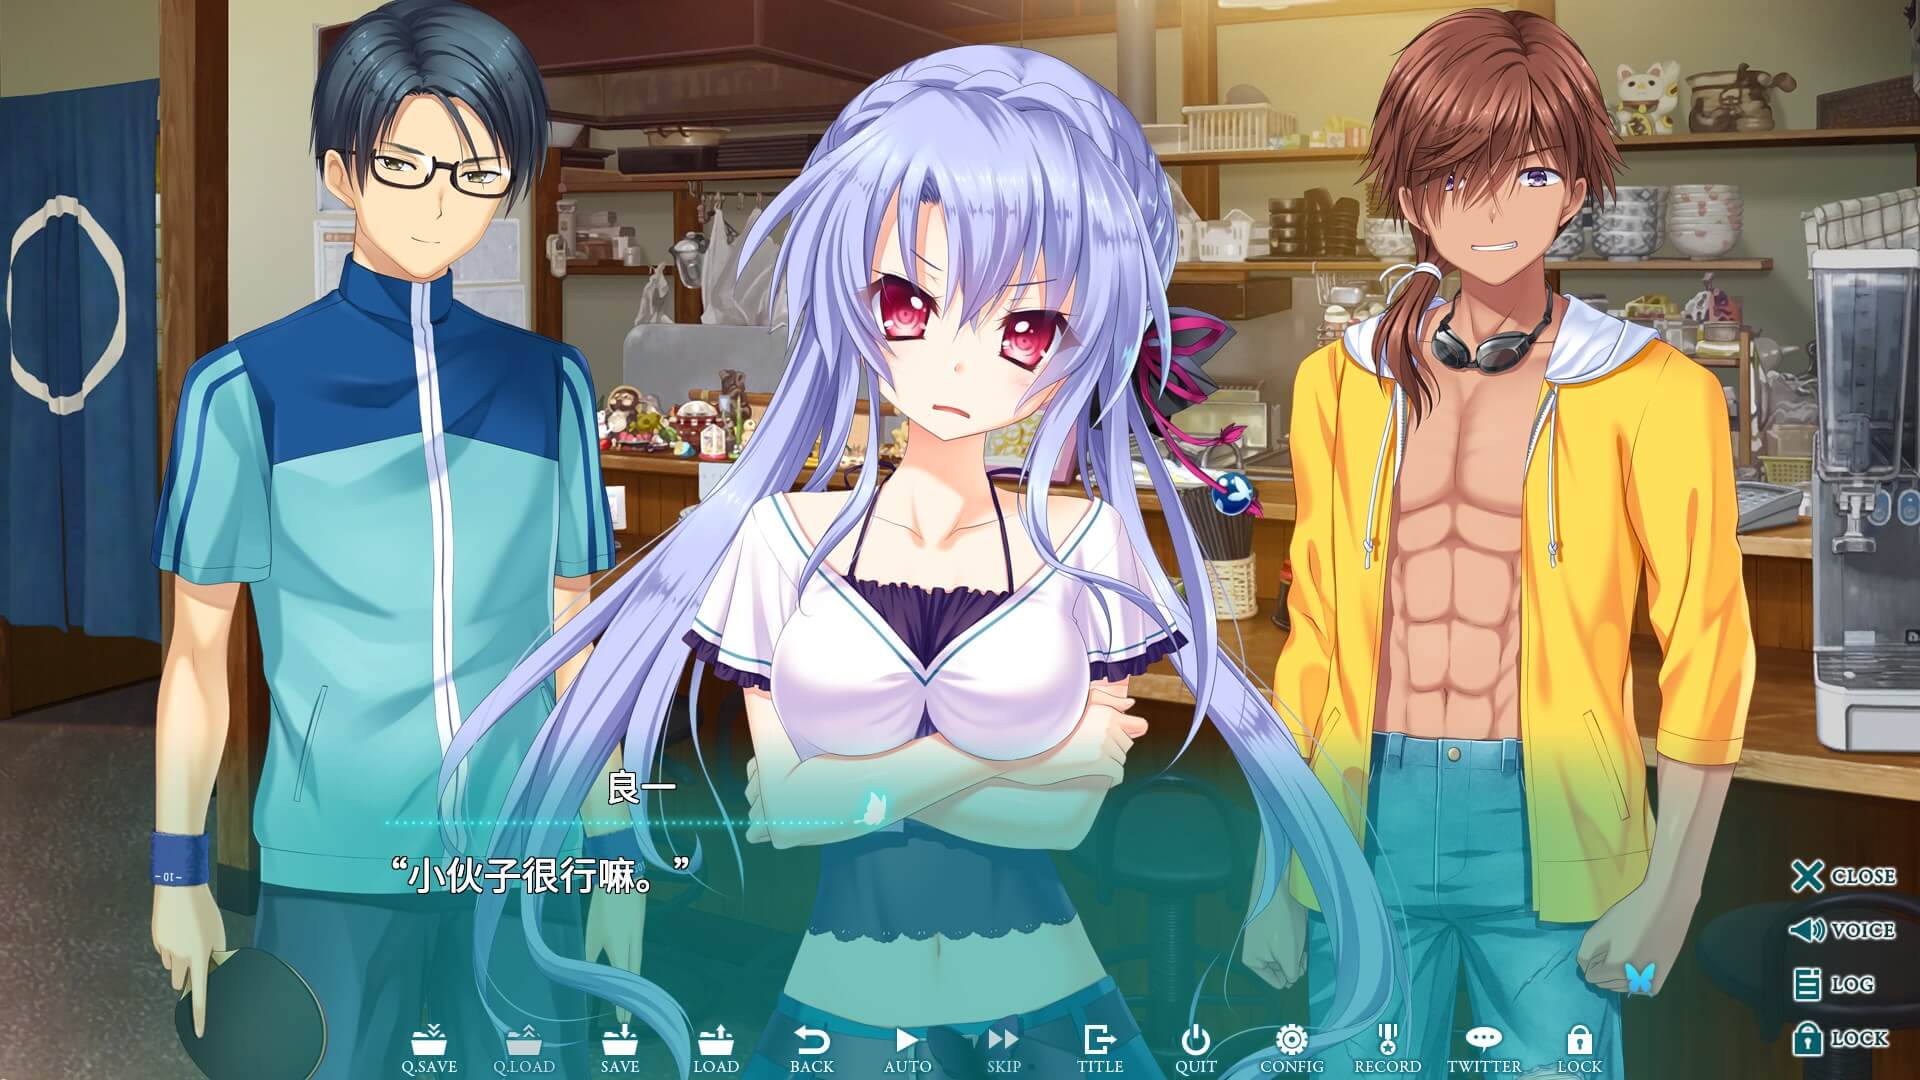 良一
“小伙子很行嘛。”
CLOSE
VOICE
LOG
LOCK
Q.SAVE
Q.LOAD
SAVE
LOAD
BACK
AUTO
SKIP
TITLE
QUIT
CONFIG
RECORD
TWITTER
LOCK
-10-